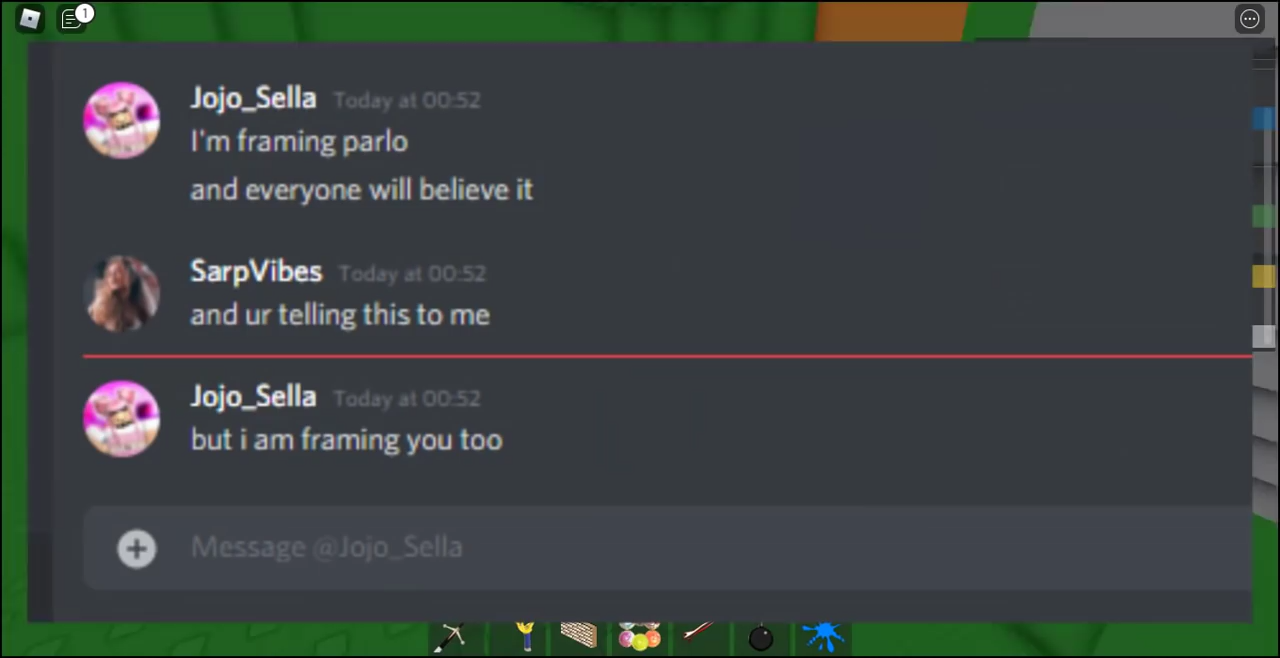 1
Jojo_Sella Today at 00:52
I'm framing parlo
and everyone will believe it
SarpVibes Today at 00:52
and ur telling this to me
Jojo_Sella Today at 00:52
but i am framing you too
Message @Jojo_Sella